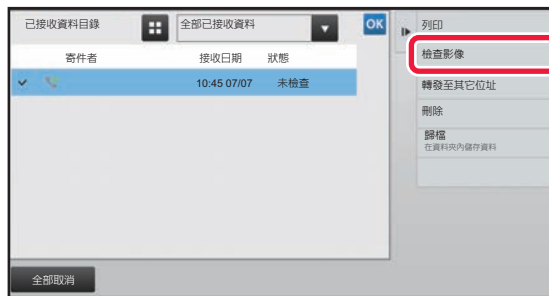 已接收資料目錄
全部已接收資料
OK
寄件者
接收日期
狀態
10:45 07/07
未檢查
全部取消
列印
檢查影像
轉發至其它位址
刪除
歸檔
在資料夾內儲存資料